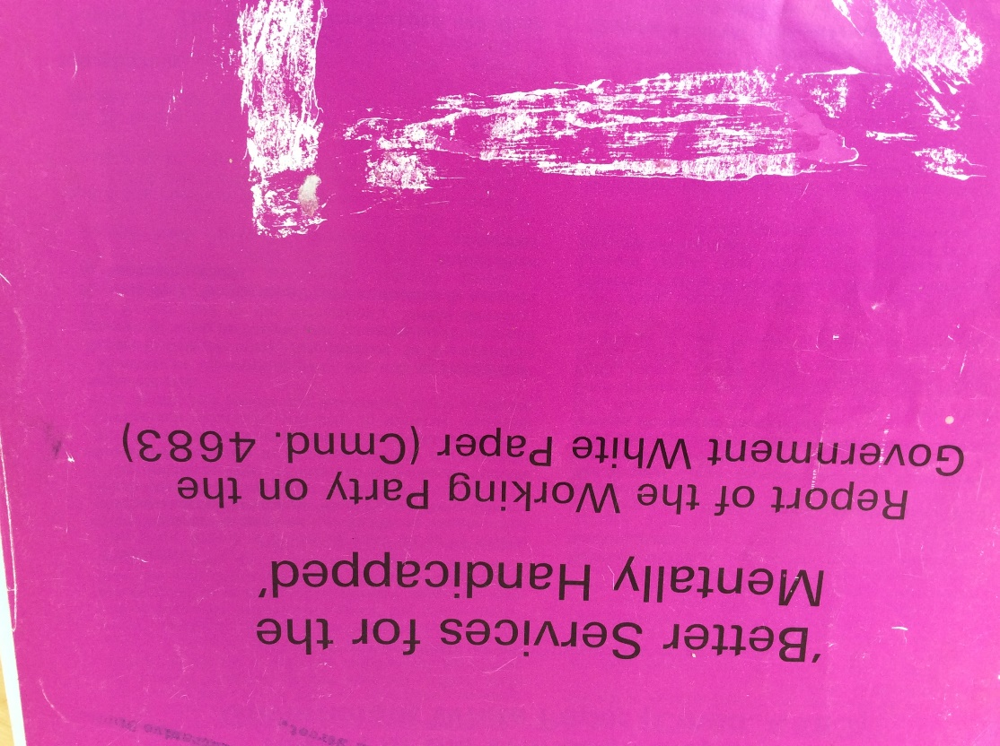 'Better Services for the
Mentally Handicapped'
Report of the Working Party on the
Government White Paper (Cmnd. 4683)